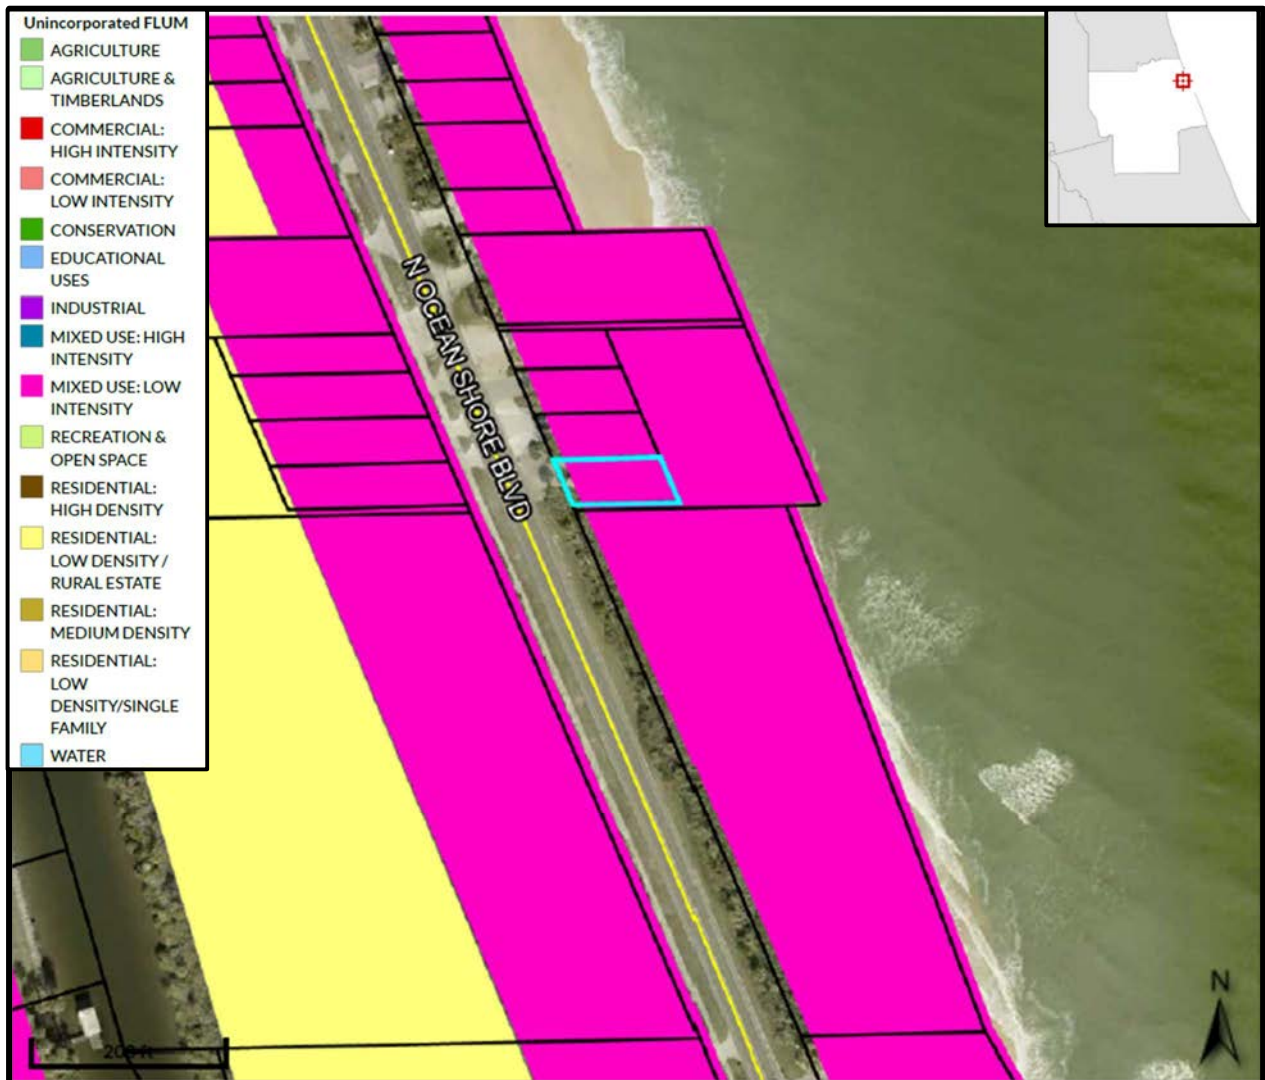 Unincorporated FLUM
AGRICULTURE
AGRICULTURE &
TIMBERLANDS
COMMERCIAL:
HIGH INTENSITY
COMMERCIAL:
LOW INTENSITY
CONSERVATION
EDUCATIONAL
USES
INDUSTRIAL
MIXED USE: HIGH
INTENSITY
MIXED USE: LOW
INTENSITY
RECREATION &
OPEN SPACE
RESIDENTIAL:
HIGH DENSITY
RESIDENTIAL:
LOW DENSITY /
RURAL ESTATE
RESIDENTIAL:
MEDIUM DENSITY
RESIDENTIAL:
LOW
DENSITY/SINGLE
FAMILY
WATER
N OCEAN SHORE BLVD
N
200 ft